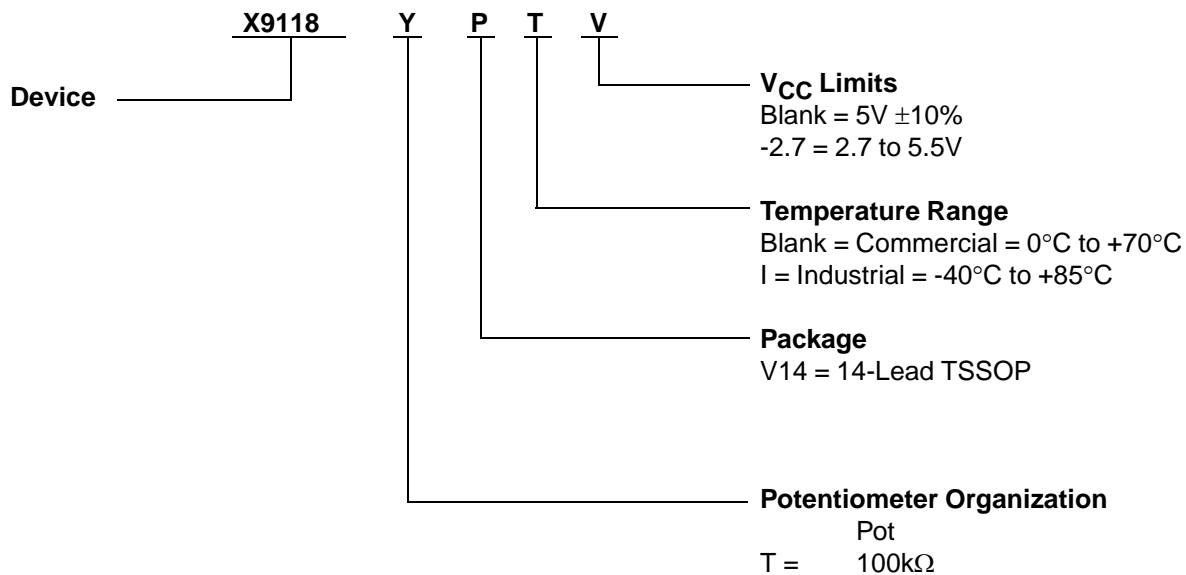 X9118 Y P T V
Device
VCC Limits
Blank = 5V ±10%
-2.7 = 2.7 to 5.5V
Temperature Range
Blank = Commercial = 0°C to +70°C
I = Industrial = -40°C to +85°C
Package
V14 = 14-Lead TSSOP
Potentiometer Organization
Pot
T = 100kΩ